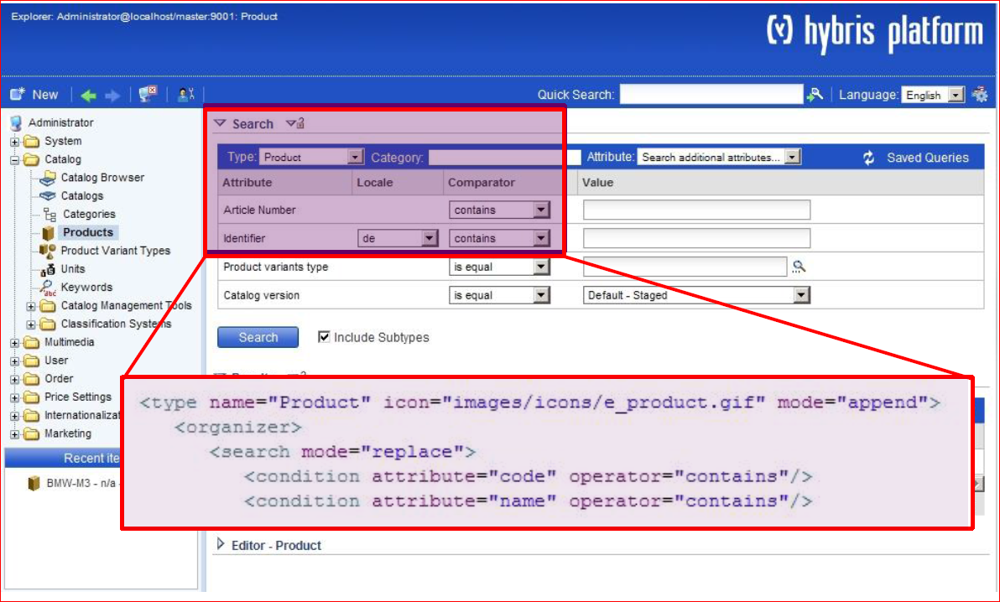 Explorer: Administrator@localhost/master:9001: Product
(v) hybris platform
New
Quick Search:
Language: English
Administrator
System
Catalog
Catalog Browser
Catalogs
Categories
Products
Product Variant Types
Units
Keywords
Catalog Management Tools
Classification Systems
Multimedia
User
Order
Price Settings
Internationalizat
Marketing
Recent ite
BMW-M3 - n/a -
Search
Type: Product Category: Attribute: Search additional attributes... Saved Queries
Attribute Locale Comparator Value
Article Number contains
Identifier de contains
Product variants type is equal
Catalog version is equal Default - Staged
Search Include Subtypes
<type name="Product" icon="images/icons/e_product.gif" mode="append">
<organizer>
<search mode="replace">
<condition attribute="code" operator="contains"/>
<condition attribute="name" operator="contains"/>
Editor - Product